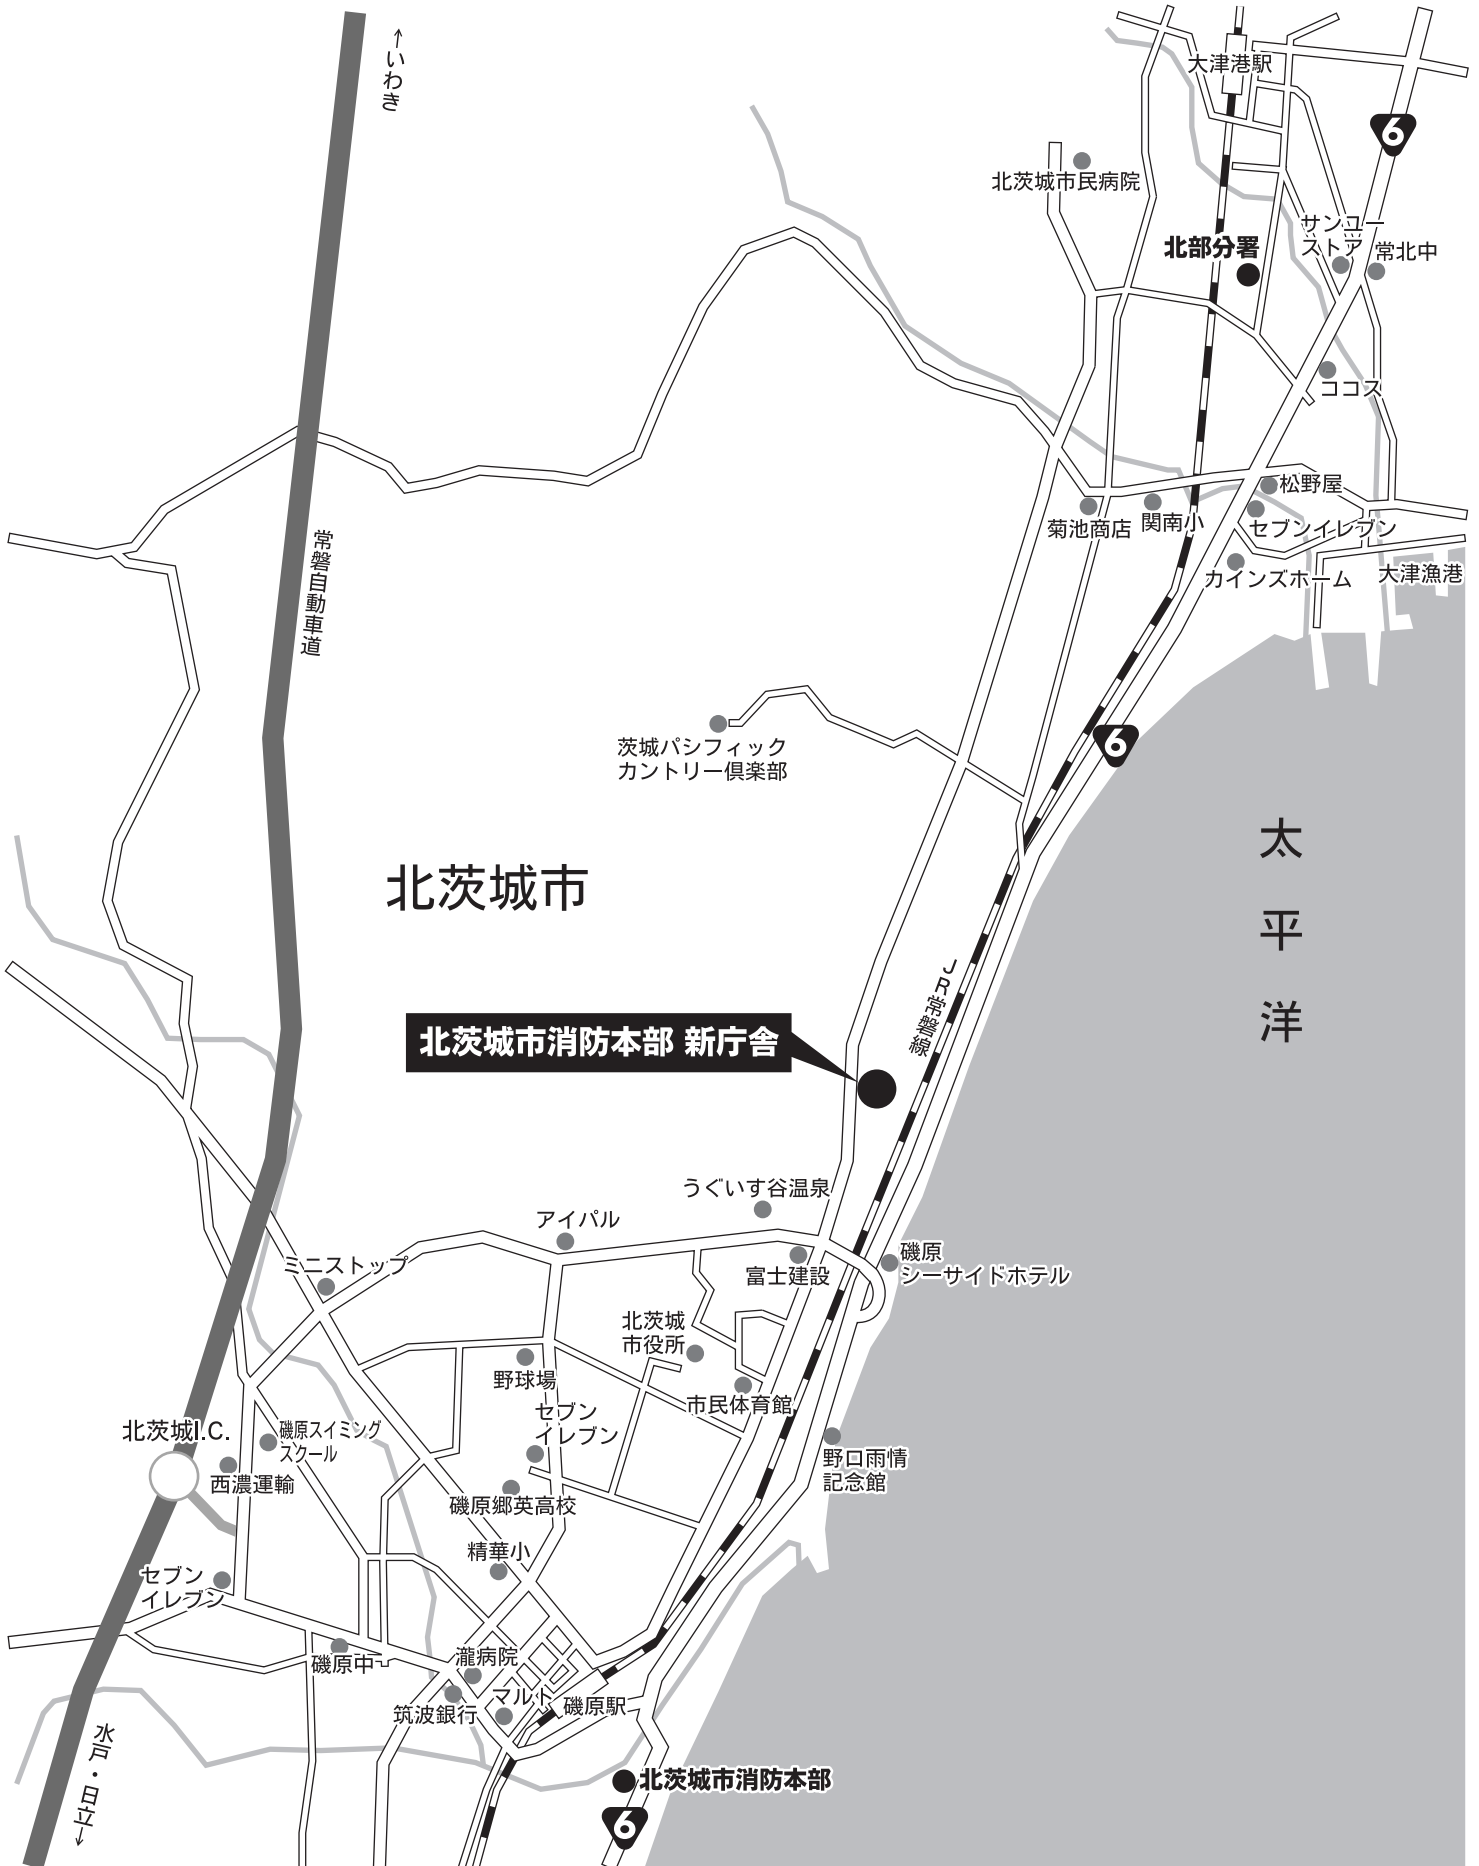 ←いわき
大津港駅
6
北茨城市民病院
サンユー
ストア
常北中
北部分署
ココス
松野屋
セブンイレブン
菊池商店
関南小
カインズホーム
大津漁港
常磐自動車道
6
茨城パシフィック
カントリー倶楽部
太平洋
北茨城市
JR常磐線
北茨城市消防本部 新庁舎
うぐいす谷温泉
アイパル
磯原
シーサイドホテル
ミニストップ
富士建設
北茨城
市役所
野球場
市民体育館
セブン
イレブン
北茨城I.C.
磯原スイミング
スクール
野口雨情
記念館
西濃運輸
磯原郷英高校
精華小
セブン
イレブン
瀧病院
磯原中
マルト
磯原駅
筑波銀行
水戸・日立→
北茨城市消防本部
6